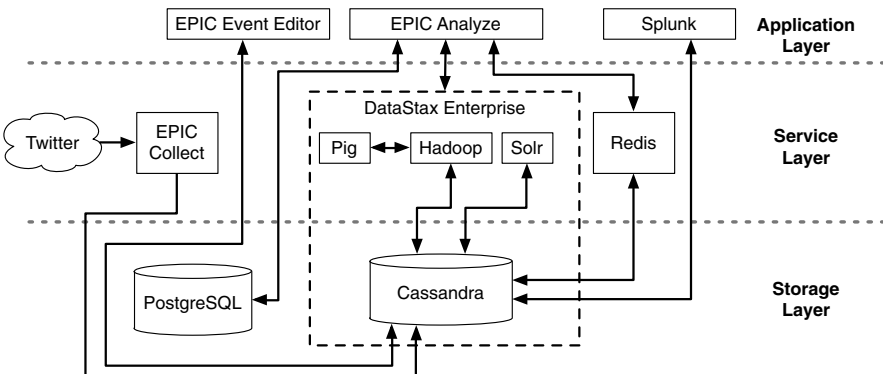 EPIC Event Editor
EPIC Analyze
Splunk
Application
Layer
DataStax Enterprise
Twitter
EPIC
Collect
Pig
Hadoop
Solr
Redis
Service
Layer
PostgreSQL
Cassandra
Storage
Layer